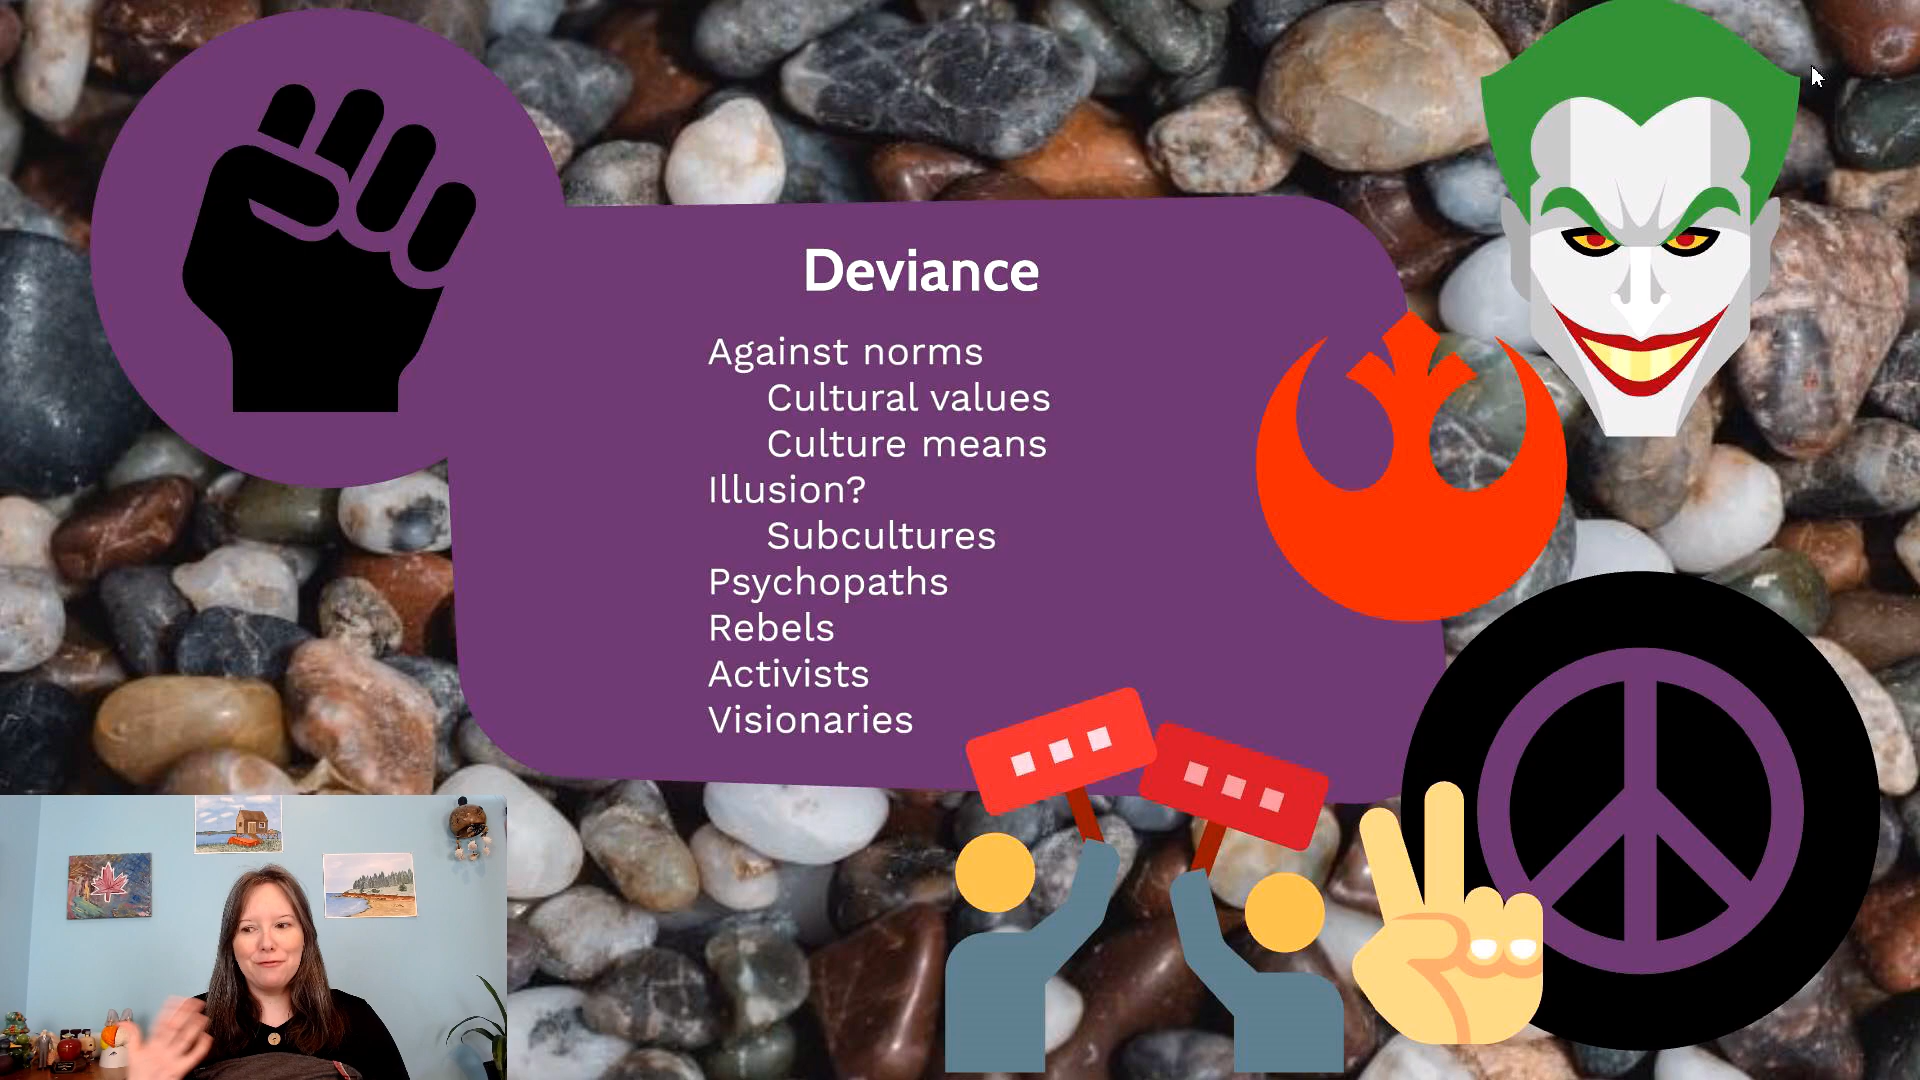 Deviance
Against norms
Cultural values
Culture means
Illusion?
Subcultures
Psychopaths
Rebels
Activists
Visionaries